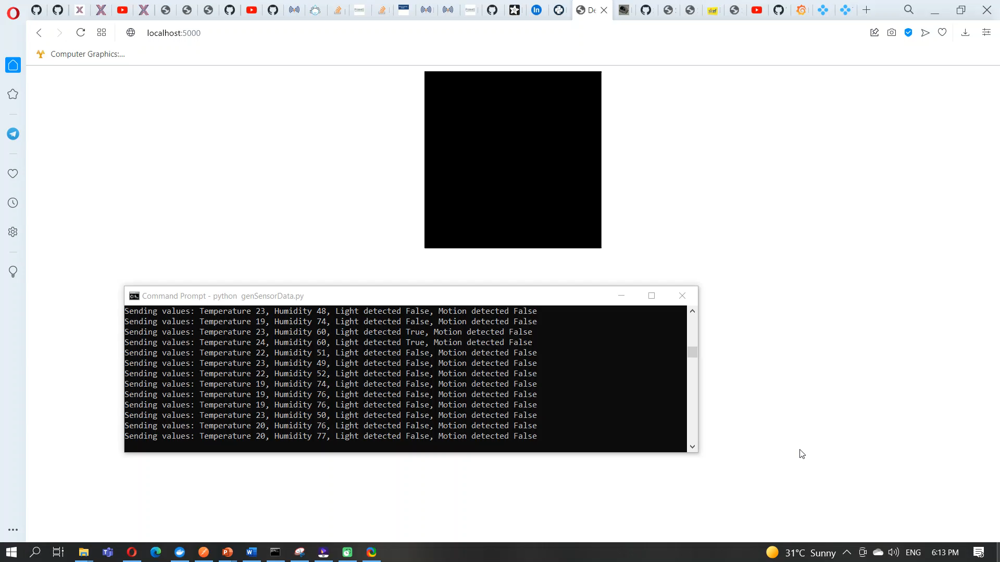 De
localhost:5000
Computer Graphics:...
Command Prompt - python genSensorData.py
Sending values: Temperature 23, Humidity 48, Light detected False, Motion detected False
Sending values: Temperature 19, Humidity 74, Light detected False, Motion detected False
Sending values: Temperature 23, Humidity 60, Light detected True, Motion detected False
Sending values: Temperature 24, Humidity 60, Light detected True, Motion detected False
Sending values: Temperature 22, Humidity 51, Light detected False, Motion detected False
Sending values: Temperature 23, Humidity 49, Light detected False, Motion detected False
Sending values: Temperature 22, Humidity 52, Light detected False, Motion detected False
Sending values: Temperature 19, Humidity 74, Light detected False, Motion detected False
Sending values: Temperature 19, Humidity 76, Light detected False, Motion detected False
Sending values: Temperature 19, Humidity 76, Light detected False, Motion detected False
Sending values: Temperature 23, Humidity 50, Light detected False, Motion detected False
Sending values: Temperature 20, Humidity 76, Light detected False, Motion detected False
Sending values: Temperature 20, Humidity 77, Light detected False, Motion detected False
31°C Sunny ENG 6:13 PM